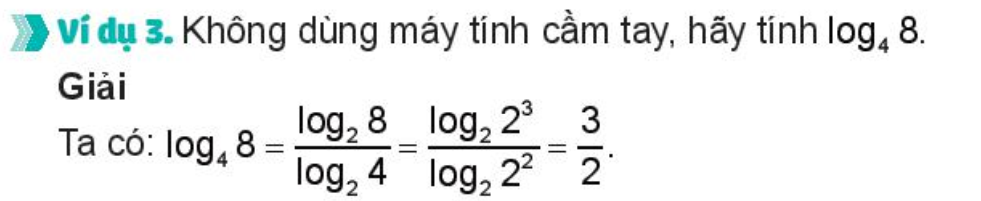 Ví dụ 3. Không dùng máy tính cầm tay, hãy tính log₄ 8.
Giải
Ta có: log₄ 8 = log₂ 8 / log₂ 4 = log₂ 2³ / log₂ 2² = 3/2.